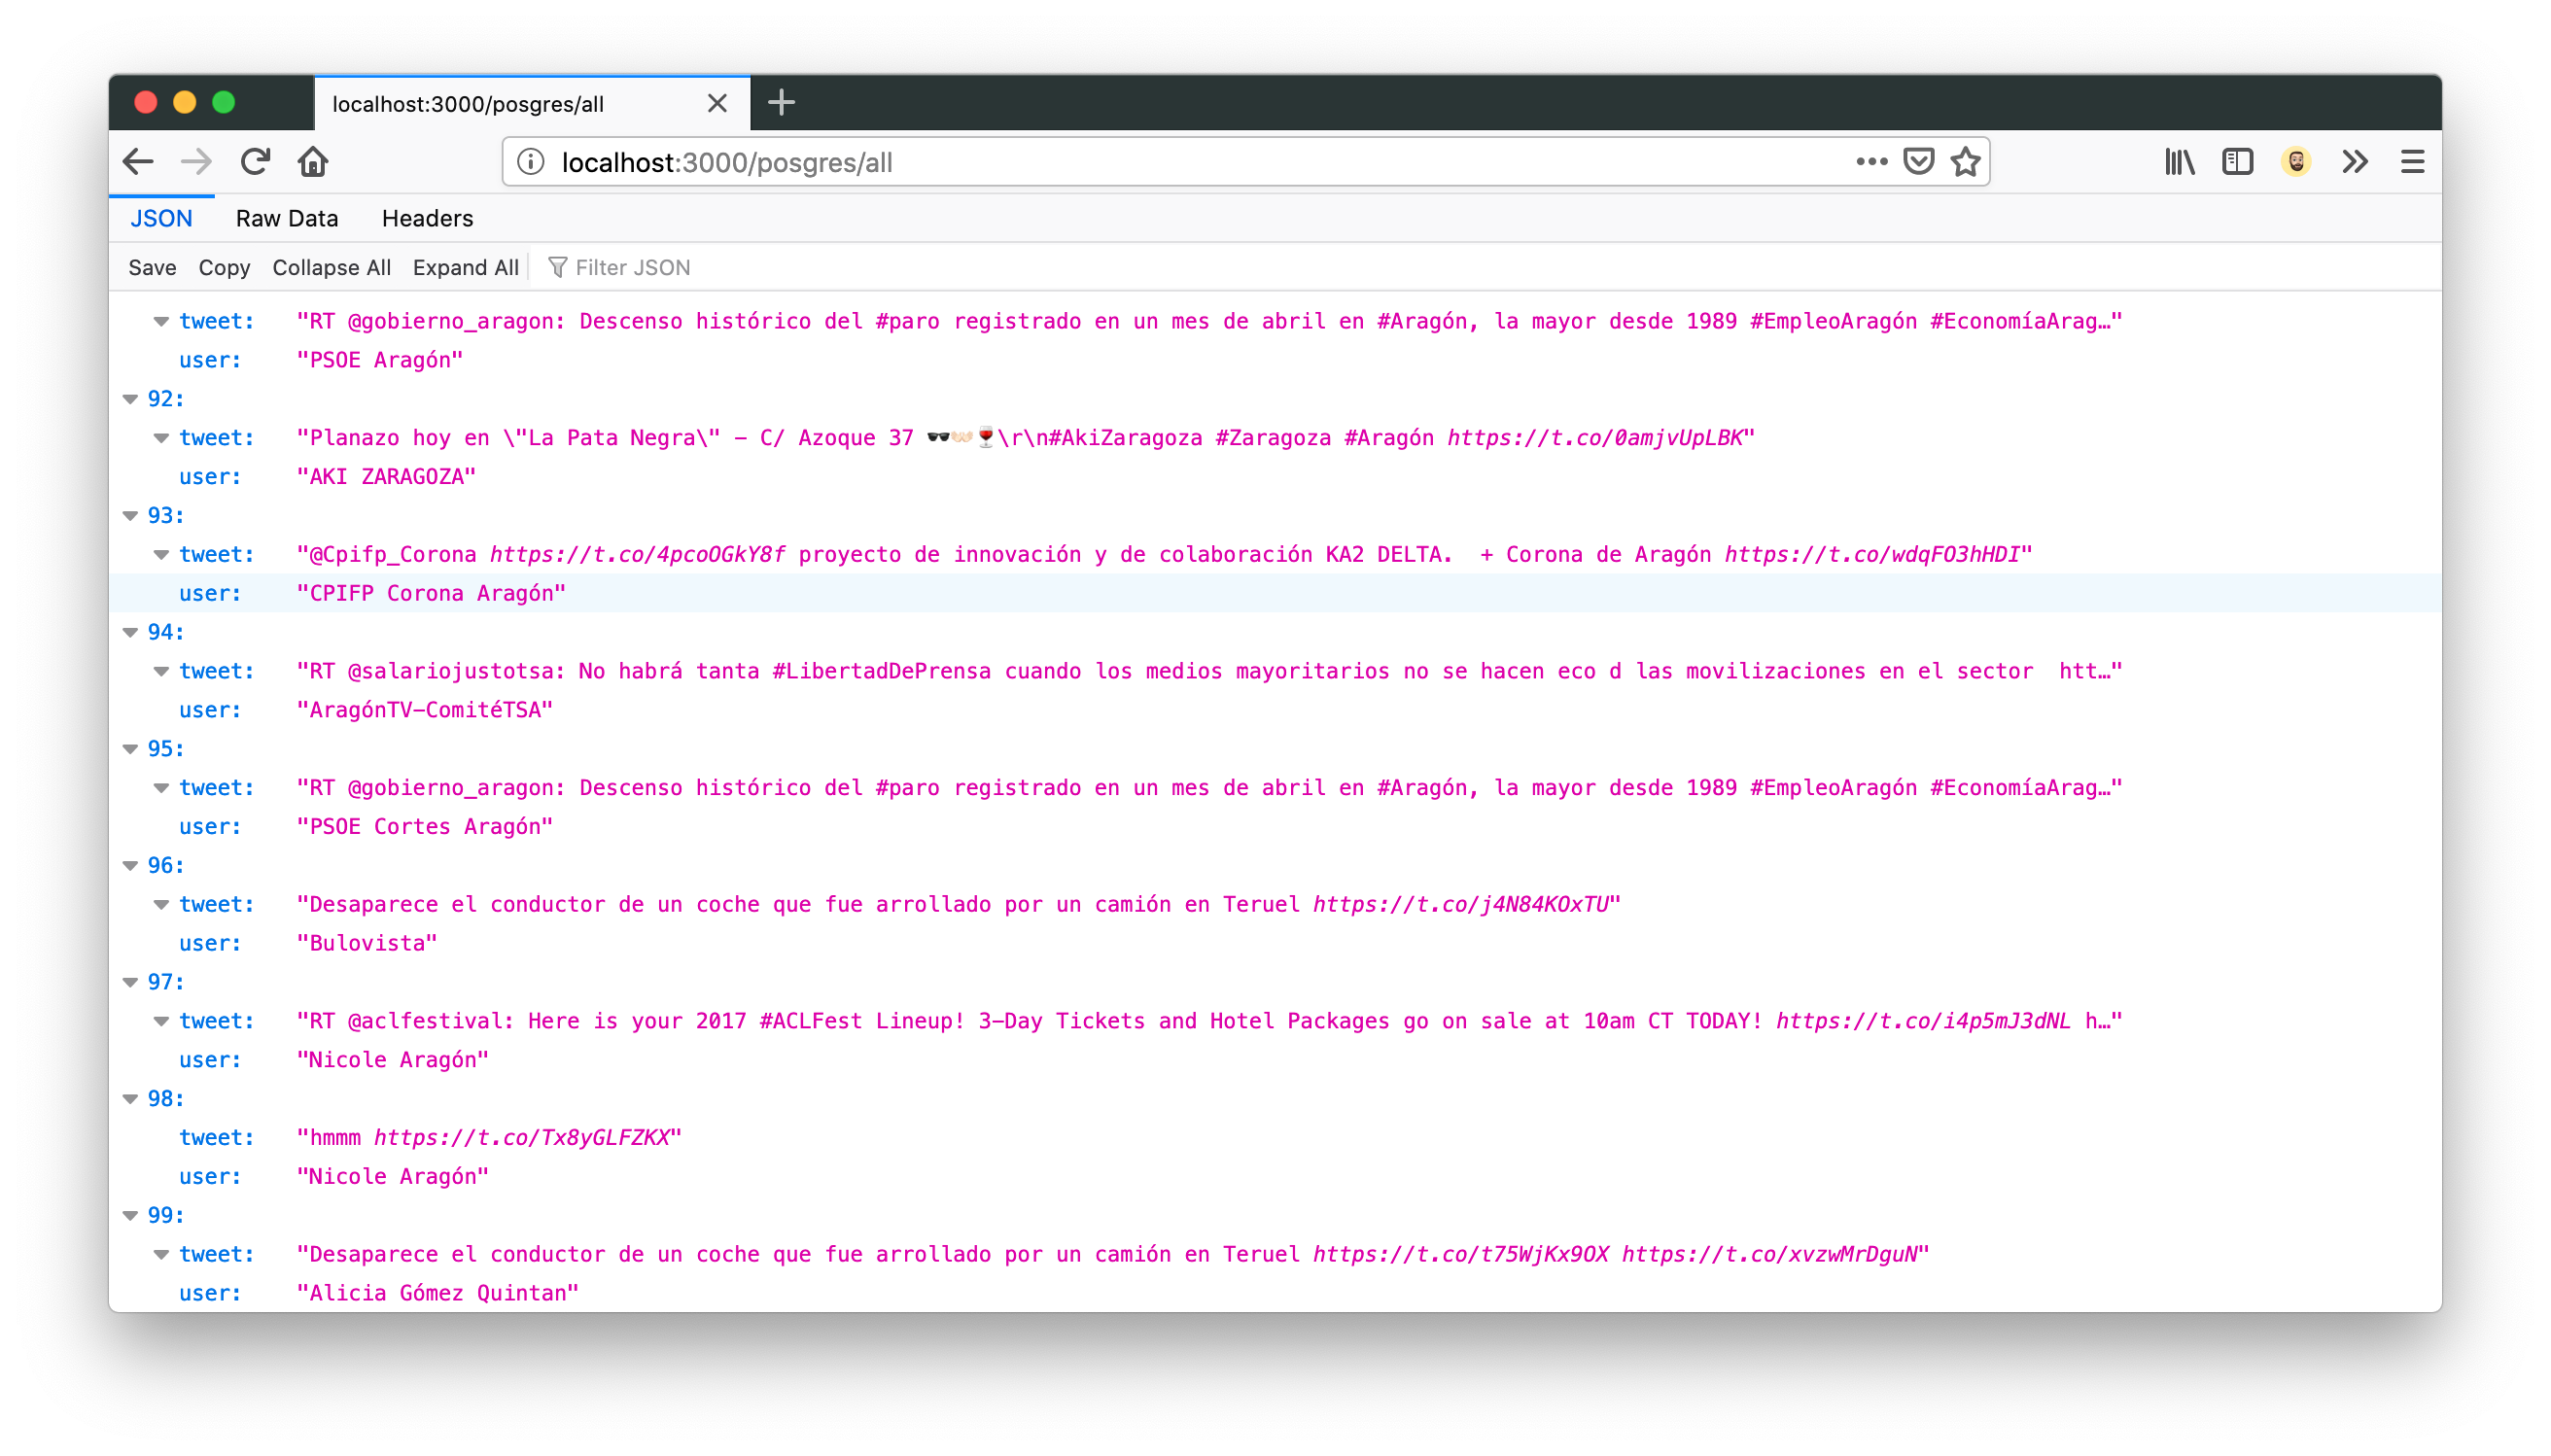 localhost:3000/posgres/all
localhost:3000/posgres/all
JSON Raw Data Headers
Save Copy Collapse All Expand All Filter JSON
tweet: "RT @gobierno_aragon: Descenso histórico del #paro registrado en un mes de abril en #Aragón, la mayor desde 1989 #EmpleoAragón #EconomíaArag…"
user: "PSOE Aragón"
92:
tweet: "Planazo hoy en \"La Pata Negra\" - C/ Azoque 37 🕶👐🏻🍷\r\n#AkiZaragoza #Zaragoza #Aragón https://t.co/0amjvUpLBK"
user: "AKI ZARAGOZA"
93:
tweet: "@Cpifp_Corona https://t.co/4pcoOGkY8f proyecto de innovación y de colaboración KA2 DELTA.  + Corona de Aragón https://t.co/wdqFO3hHDI"
user: "CPIFP Corona Aragón"
94:
tweet: "RT @salariojustotsa: No habrá tanta #LibertadDePrensa cuando los medios mayoritarios no se hacen eco d las movilizaciones en el sector  htt…"
user: "AragónTV-ComitéTSA"
95:
tweet: "RT @gobierno_aragon: Descenso histórico del #paro registrado en un mes de abril en #Aragón, la mayor desde 1989 #EmpleoAragón #EconomíaArag…"
user: "PSOE Cortes Aragón"
96:
tweet: "Desaparece el conductor de un coche que fue arrollado por un camión en Teruel https://t.co/j4N84KOxTU"
user: "Bulovista"
97:
tweet: "RT @aclfestival: Here is your 2017 #ACLFest Lineup! 3-Day Tickets and Hotel Packages go on sale at 10am CT TODAY! https://t.co/i4p5mJ3dNL h…"
user: "Nicole Aragón"
98:
tweet: "hmmm https://t.co/Tx8yGLFZKX"
user: "Nicole Aragón"
99:
tweet: "Desaparece el conductor de un coche que fue arrollado por un camión en Teruel https://t.co/t75WjKx9OX https://t.co/xvzwMrDguN"
user: "Alicia Gómez Quintan"